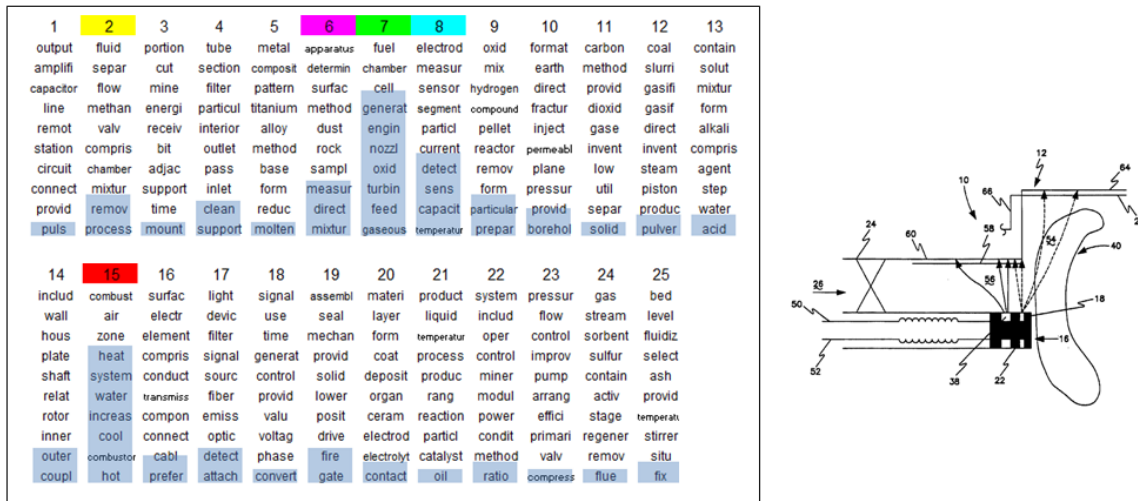 1 2 3 4 5 6 7 8 9 10 11 12 13
output fluid portion tube metal apparatus fuel electrod oxid format carbon coal contain
amplifi separ cut section composit determin chamber measur mix earth method slurri solut
capacitor flow mine filter pattern surfac cell sensor hydrogen direct provid gasifi mixtur
line methan energi particul titanium method generat segment compound fractur dioxid gasif form
remot valv receiv interior alloy dust engin particl pellet inject gase direct alkali
station compris bit outlet method rock nozzl current reactor permeabl invent invent compris
circuit chamber adjac pass base sampl oxid detect remov plane low steam agent
connect mixtur support inlet form measur turbin sens form pressur util piston step
provid remov time clean reduc direct feed capacit particular provid separ produc water
puls process mount support molten mixtur gaseous temperatur prepar borehol solid pulver acid
14 15 16 17 18 19 20 21 22 23 24 25
includ combust surfac light signal assembl materi product system pressur gas bed
wall air electr devic use seal layer liquid includ flow stream level
hous zone element filter time mechan form temperatur oper control sorbent fluidiz
plate heat compris signal generat provid coat process control improv sulfur select
shaft system conduct sourc control solid deposit produc miner pump contain ash
relat water transmiss fiber provid lower organ rang modul arrang activ provid
rotor increas compon emiss valu posit ceram reaction power effici stage temperatu
inner cool connect optic voltag drive electrod particl condit primari regener stirrer
outer combustor cabl detect phase fire electrolyt catalyst method valv remov situ
coupl hot prefer attach convert gate contact oil ratio compress flue fix
12
64
10
66
2
24
60
58
54
40
26
56
18
50
52
38
22
16